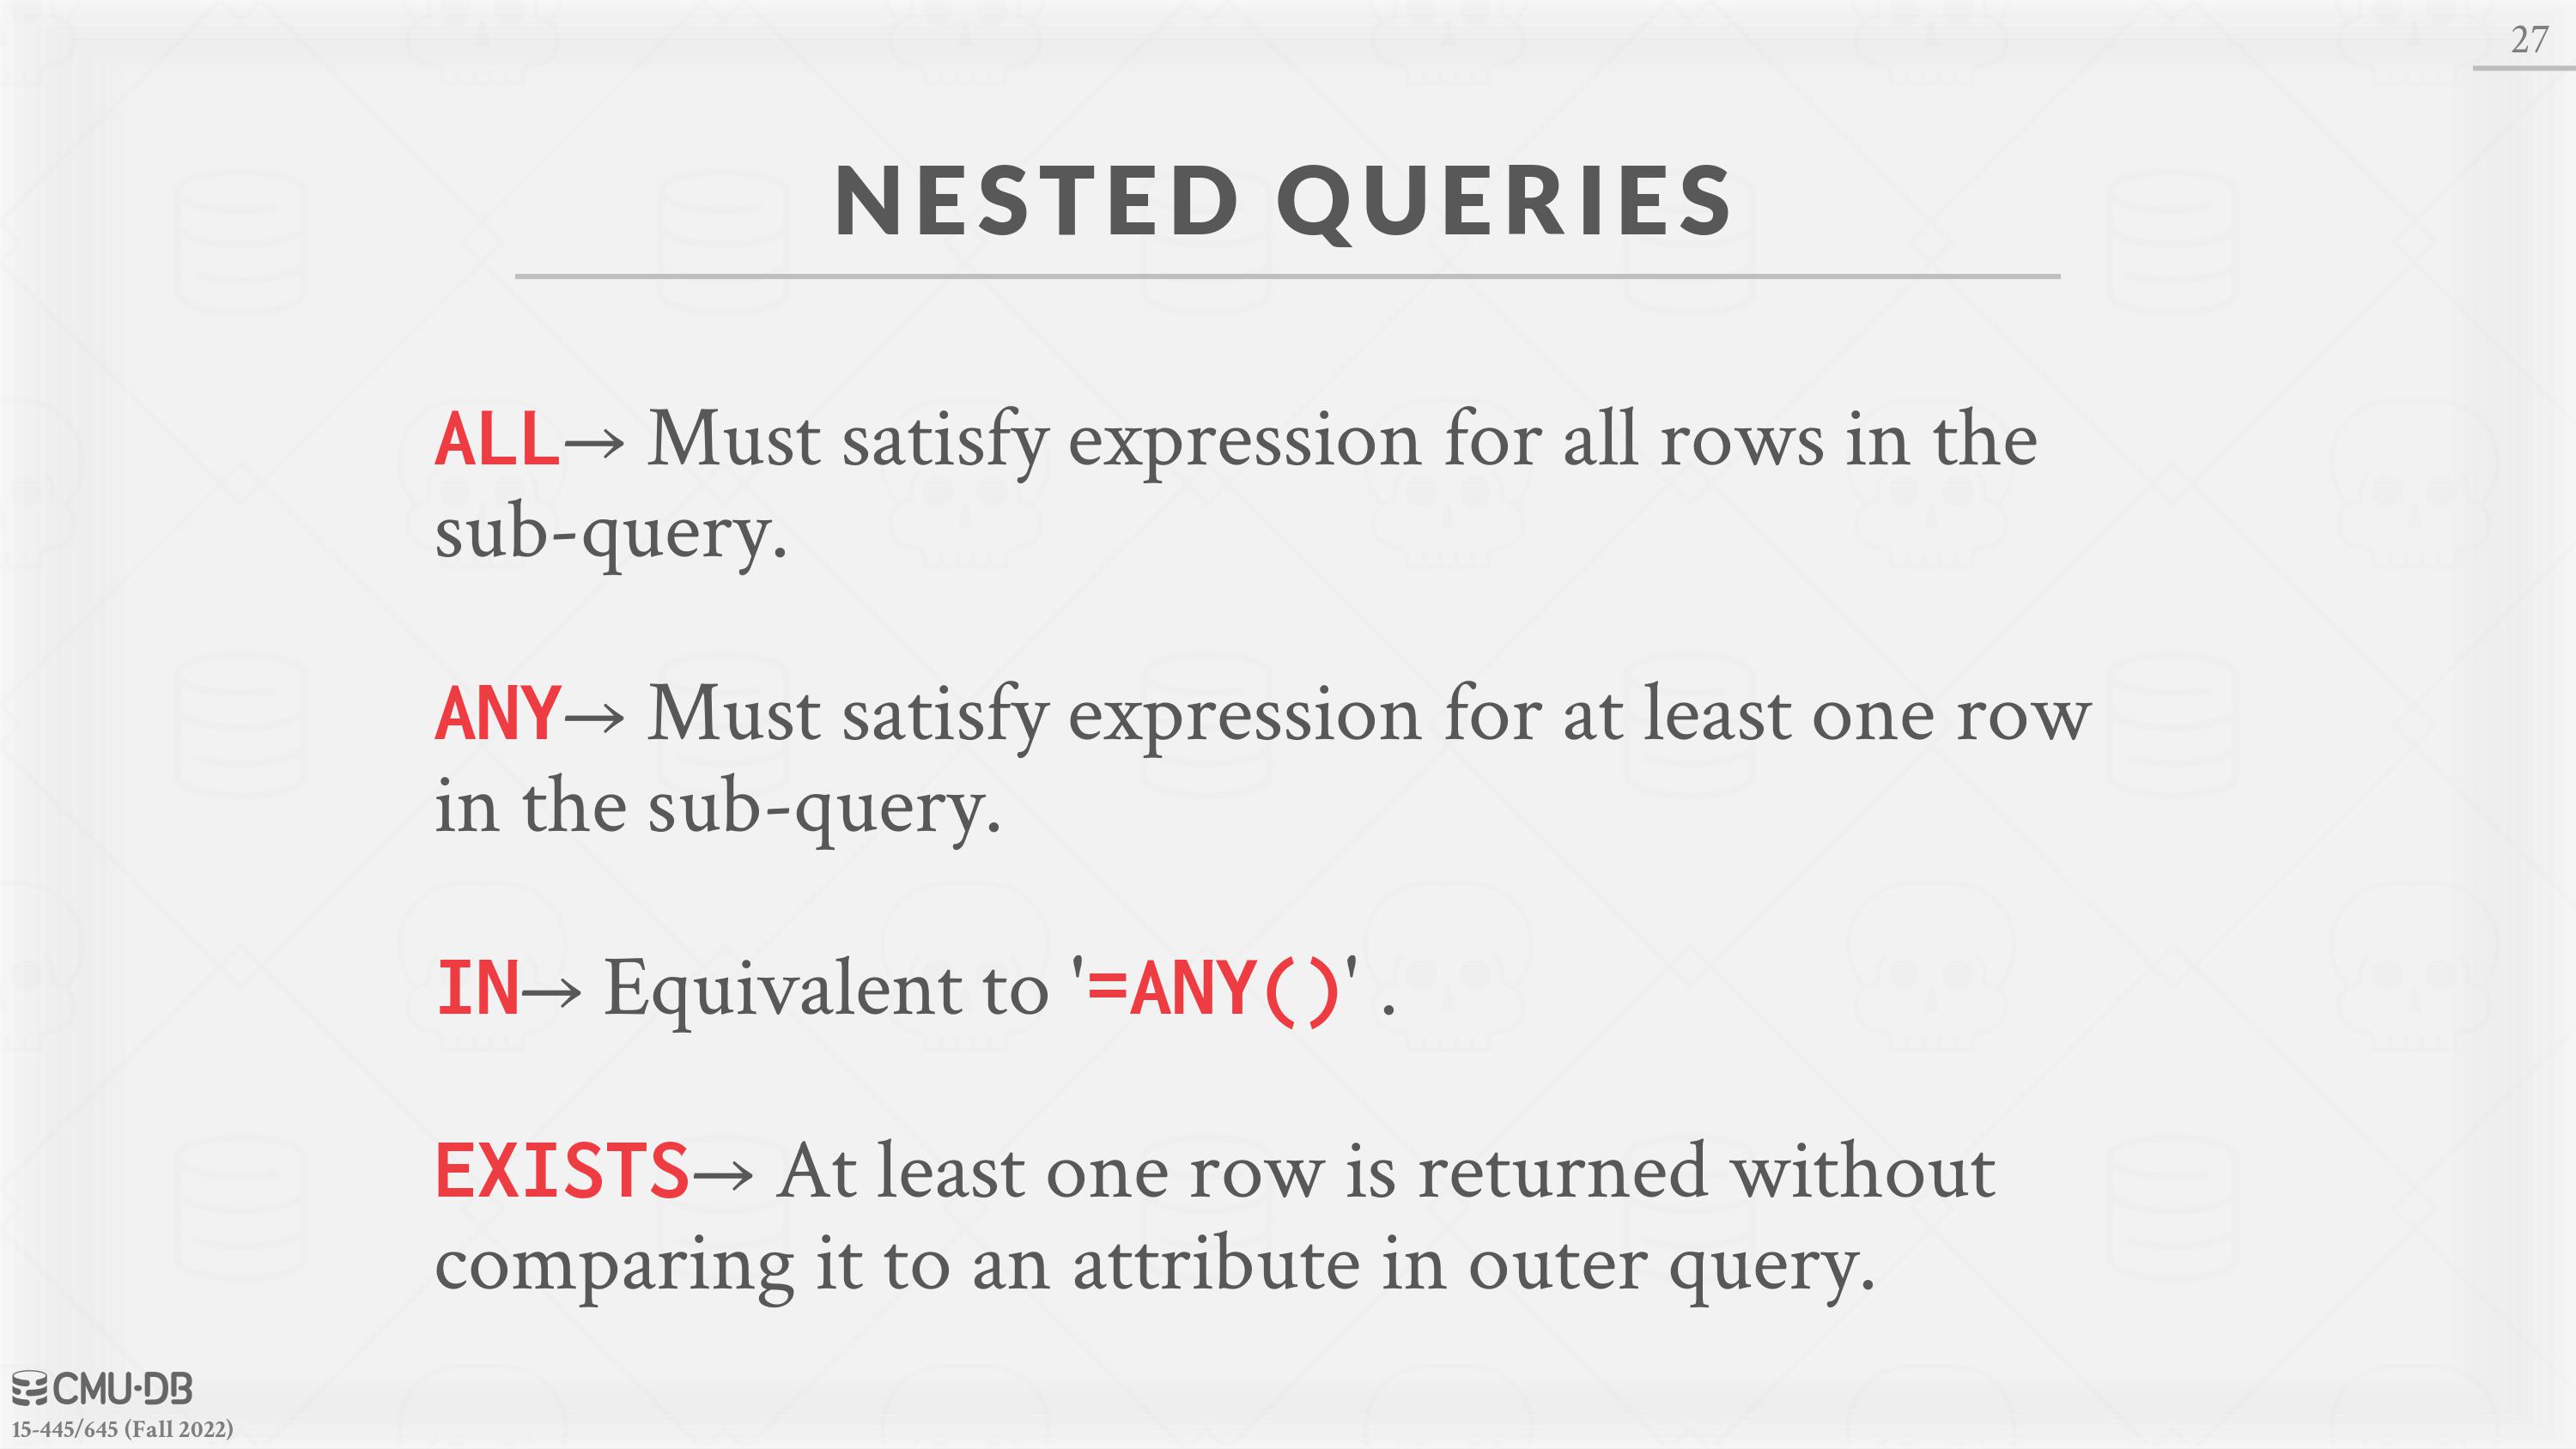 27
NESTED QUERIES
ALL→ Must satisfy expression for all rows in the
sub-query.
ANY→ Must satisfy expression for at least one row
in the sub-query.
IN→ Equivalent to '=ANY()' .
EXISTS→ At least one row is returned without
comparing it to an attribute in outer query.
CMU·DB
15-445/645 (Fall 2022)